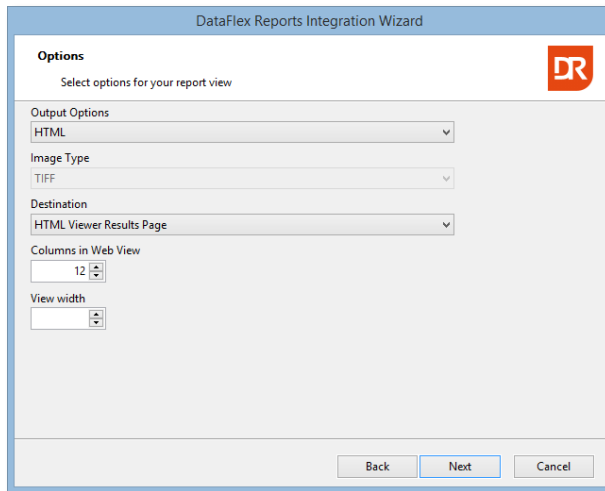 DataFlex Reports Integration Wizard
Options
Select options for your report view
DR
Output Options
HTML
Image Type
TIFF
Destination
HTML Viewer Results Page
Columns in Web View
12
View width
Back Next Cancel